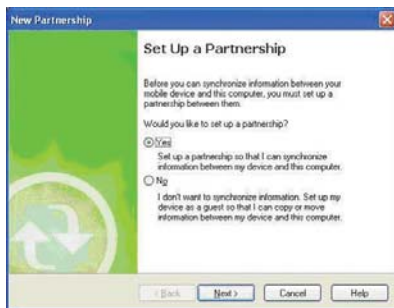 New Partnership
Set Up a Partnership
Before you can synchronize information between your
mobile device and this computer, you must set up a
partnership between them.
Would you like to set up a partnership?
Yes
Set up a partnership so that I can synchronize
information between my device and this computer.
No
I don't want to synchronize information. Set up my
device as a guest so that I can copy or move
information between my device and this computer.
< Back Next > Cancel Help